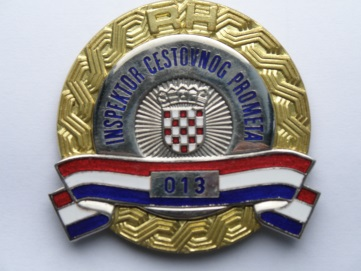 RH
INSPEKTOR CESTOVNOG PROMETA
013